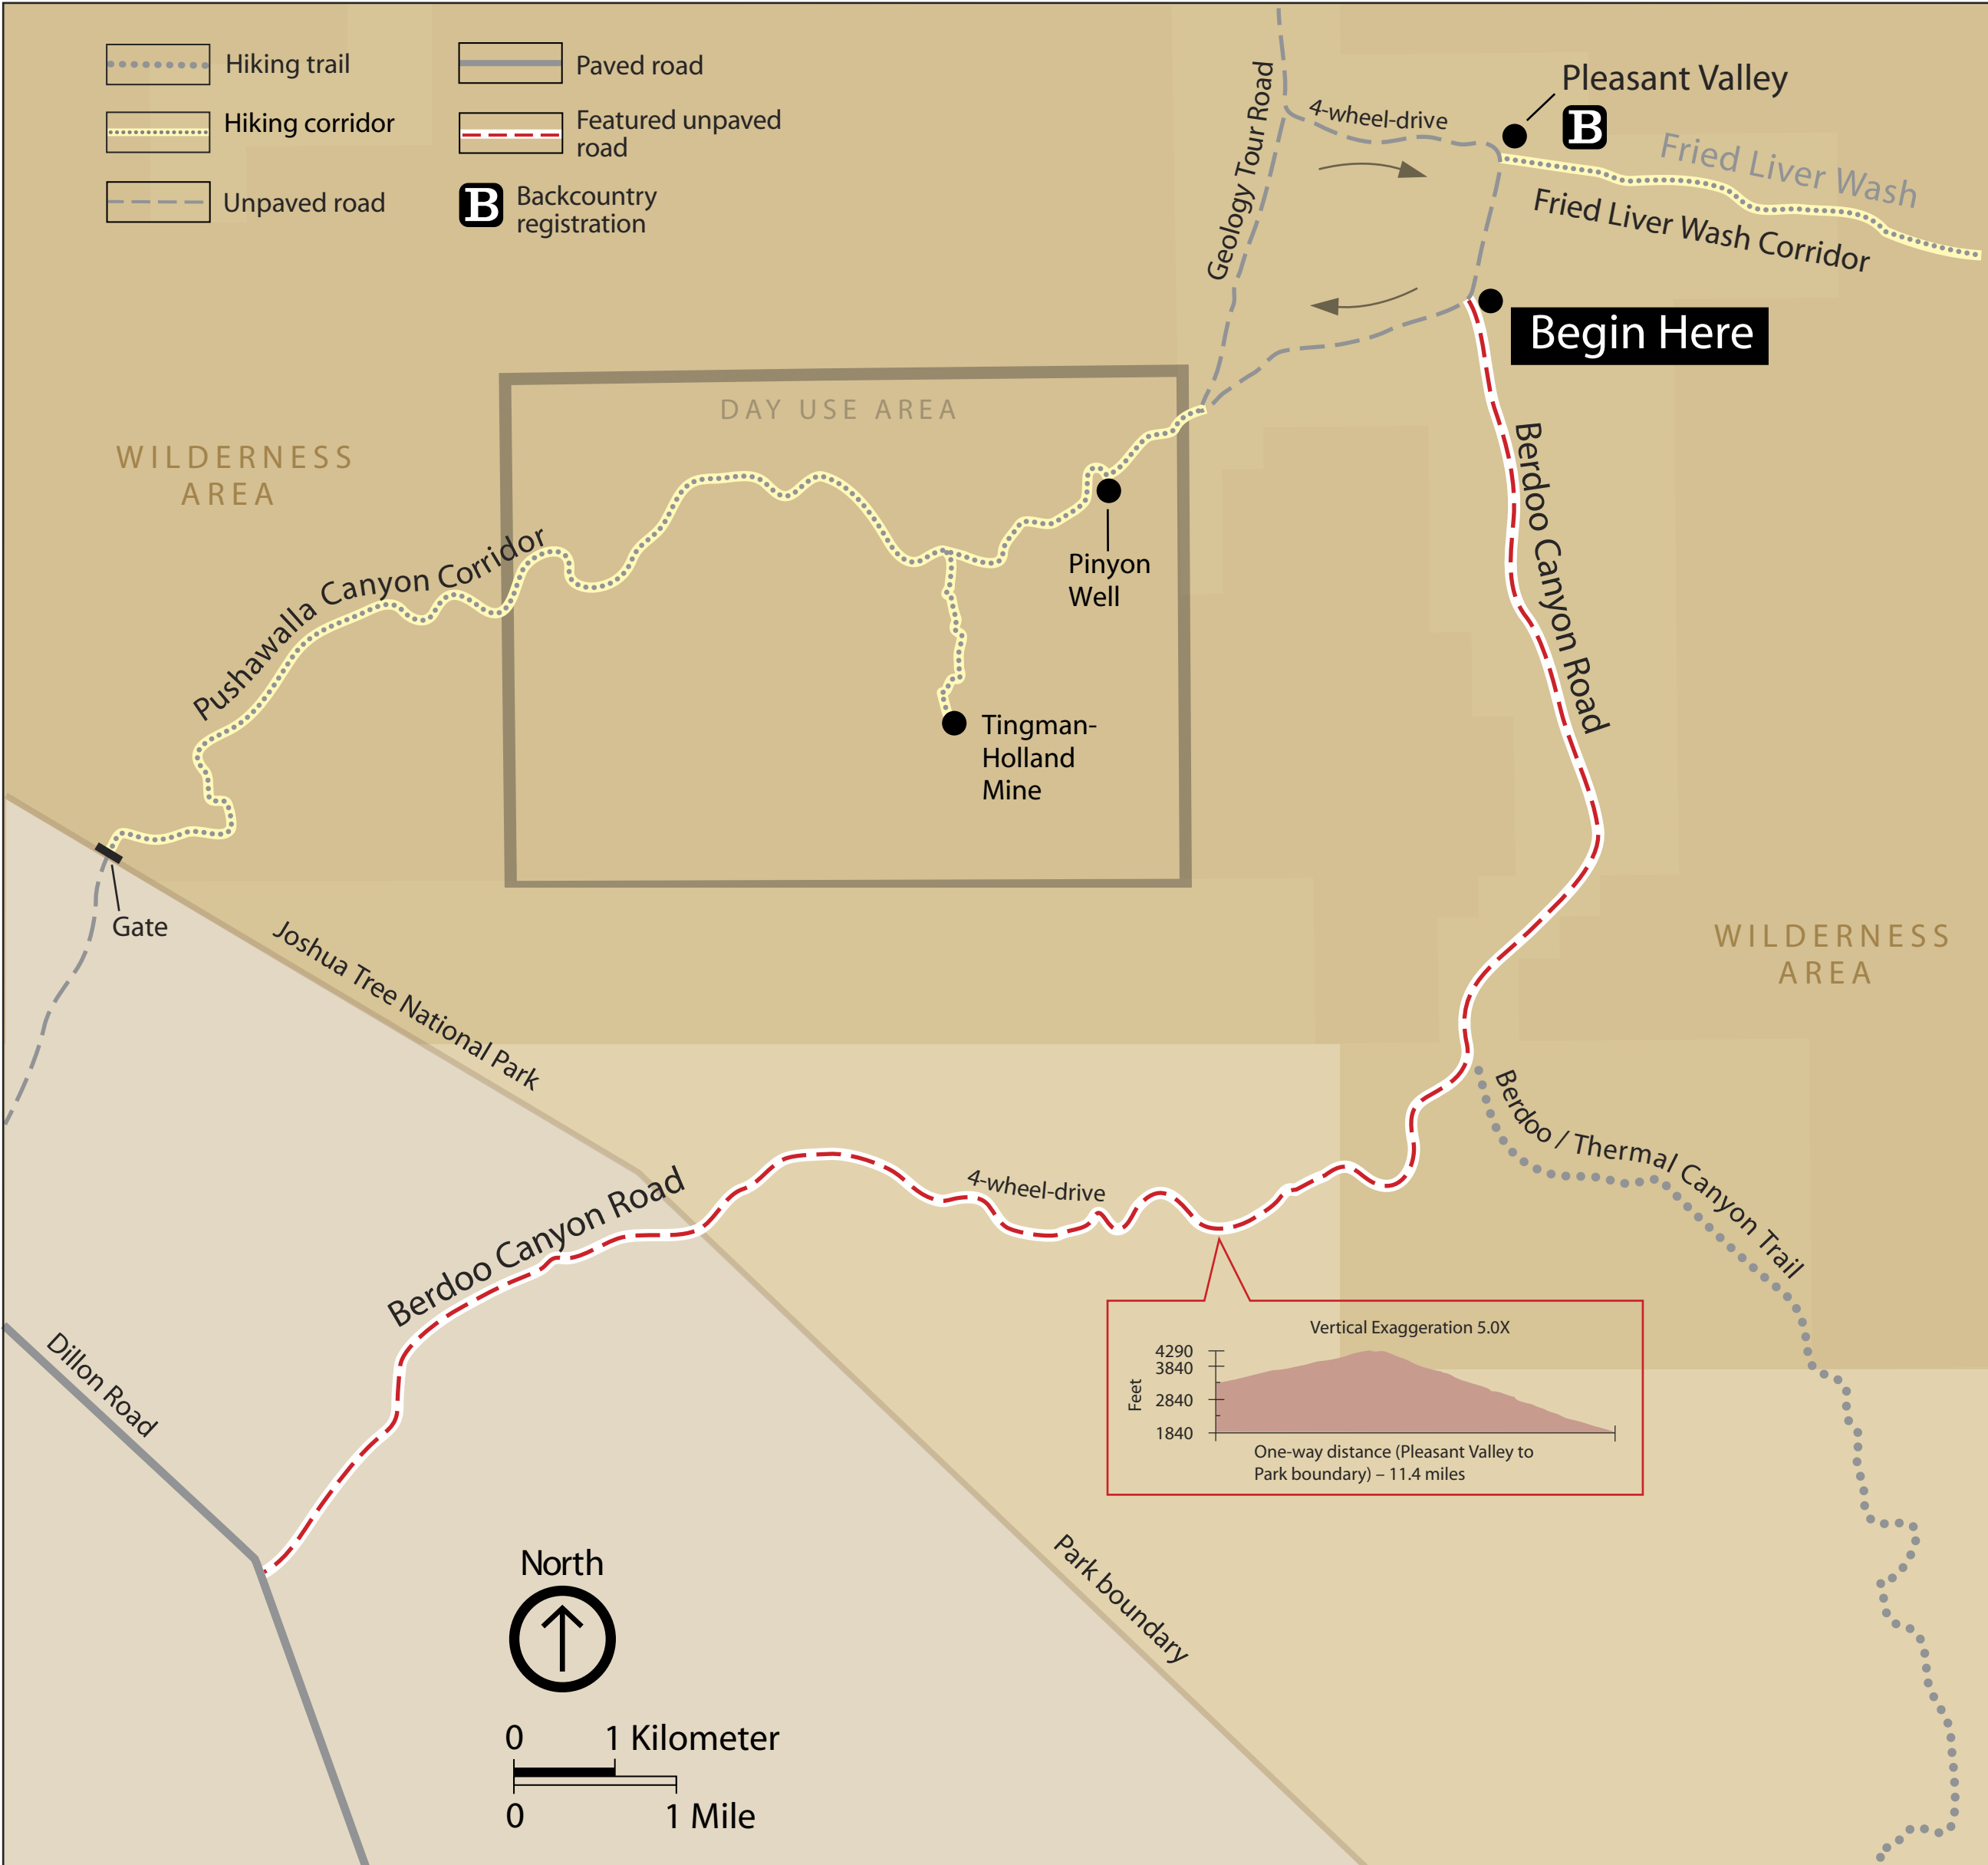 Hiking trail
Hiking corridor
Unpaved road
Paved road
Featured unpaved
road
B
Backcountry
registration
Geology Tour Road
4-wheel-drive
Pleasant Valley
B
Fried Liver Wash
Fried Liver Wash Corridor
Begin Here
DAY USE AREA
WILDERNESS
AREA
Berdoo Canyon Road
Pushawalla Canyon Corridor
Pinyon
Well
Tingman-
Holland
Mine
Gate
Joshua Tree National Park
WILDERNESS
AREA
Berdoo / Thermal Canyon Trail
4-wheel-drive
Berdoo Canyon Road
Dillon Road
Vertical Exaggeration 5.0X
4290
3840
2840
1840
Feet
One-way distance (Pleasant Valley to
Park boundary) – 11.4 miles
Park boundary
North
0 1 Kilometer
0 1 Mile